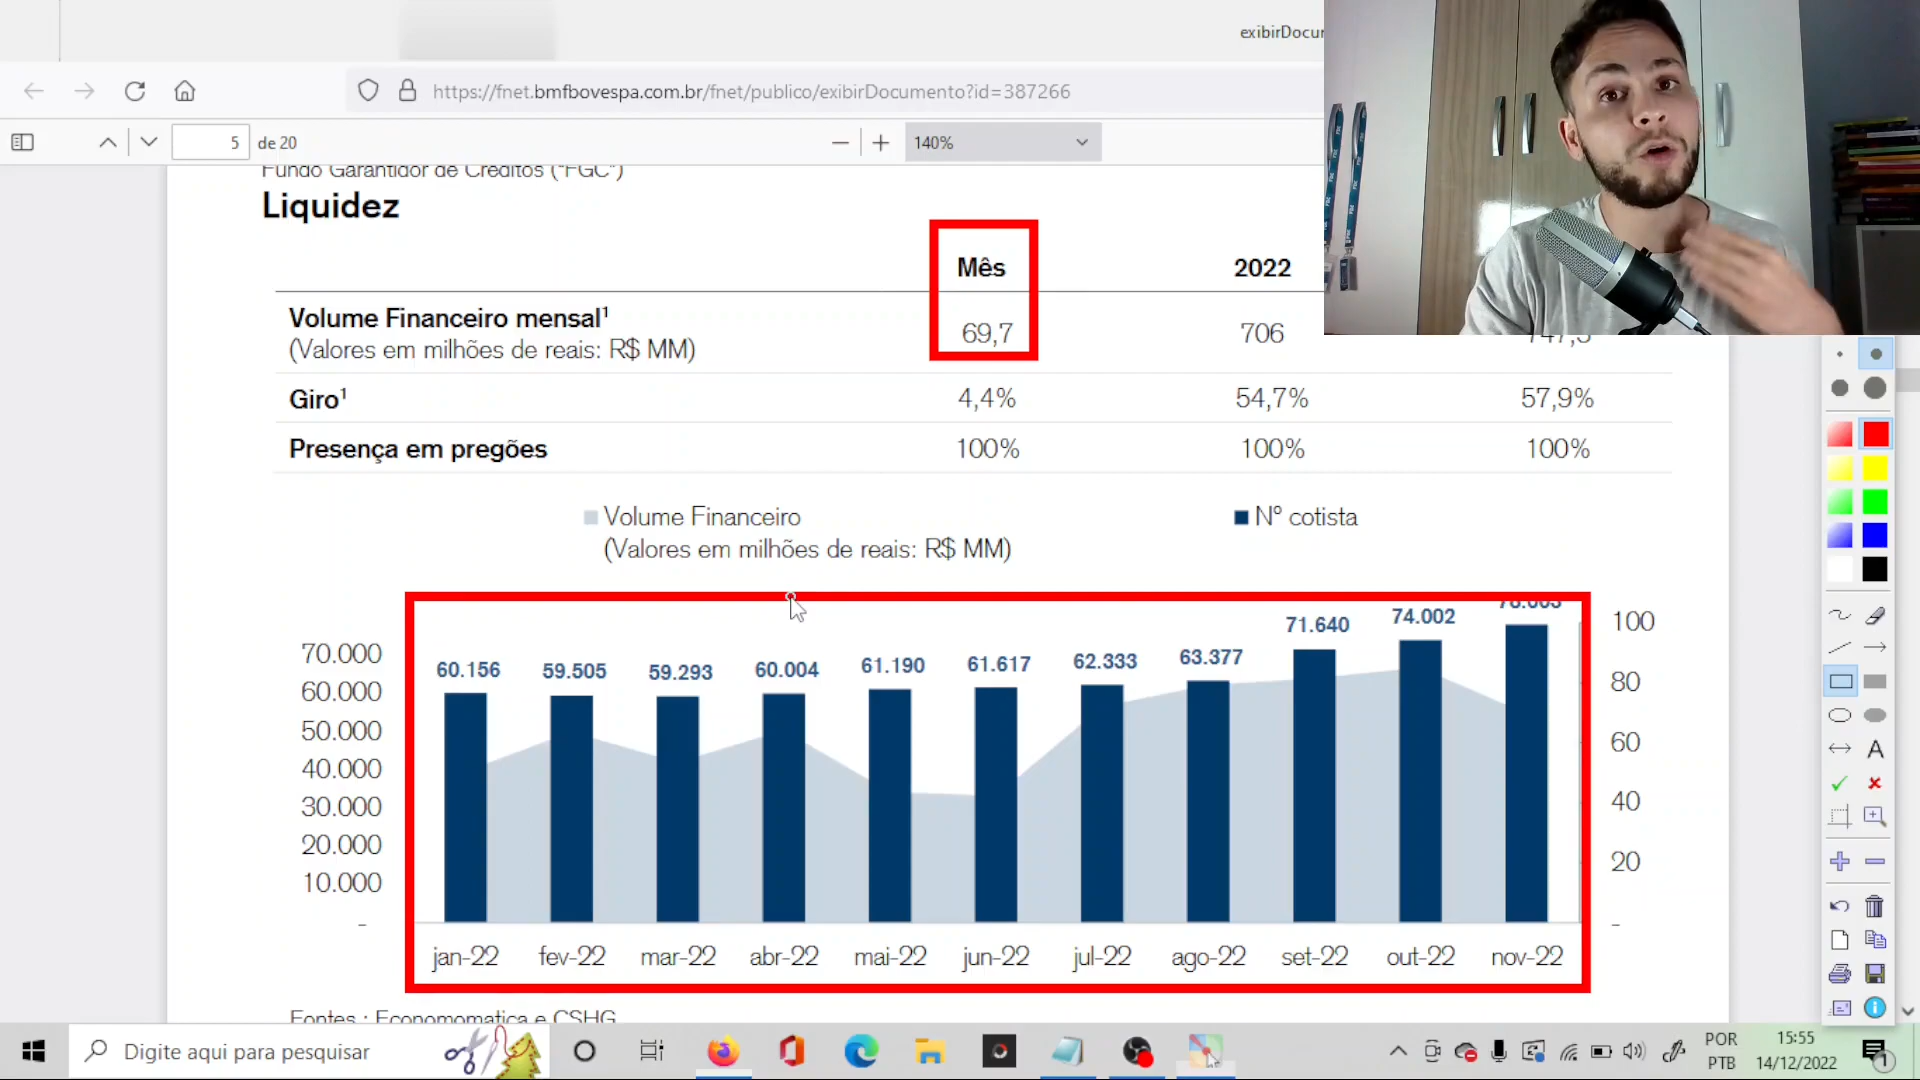 exibirDocur
https://fnet.bmfbovespa.com.br/fnet/publico/exibirDocumento?id=387266
5 de 20
140%
Fundo Garantidor de Créditos ("FGC")
Liquidez
Mês 2022
Volume Financeiro mensal¹
(Valores em milhões de reais: R$ MM)
69,7 706
Giro¹ 4,4% 54,7% 57,9%
Presença em pregões 100% 100% 100%
Volume Financeiro
(Valores em milhões de reais: R$ MM)
Nº cotista
60.156 59.505 59.293 60.004 61.190 61.617 62.333 63.377 71.640 74.002
70.000
60.000
50.000
40.000
30.000
20.000
10.000
-
100
80
60
40
20
-
jan-22 fev-22 mar-22 abr-22 mai-22 jun-22 jul-22 ago-22 set-22 out-22 nov-22
Fontes : Economomatica e CSHG
A
Digite aqui para pesquisar
POR
PTB
15:55
14/12/2022
1